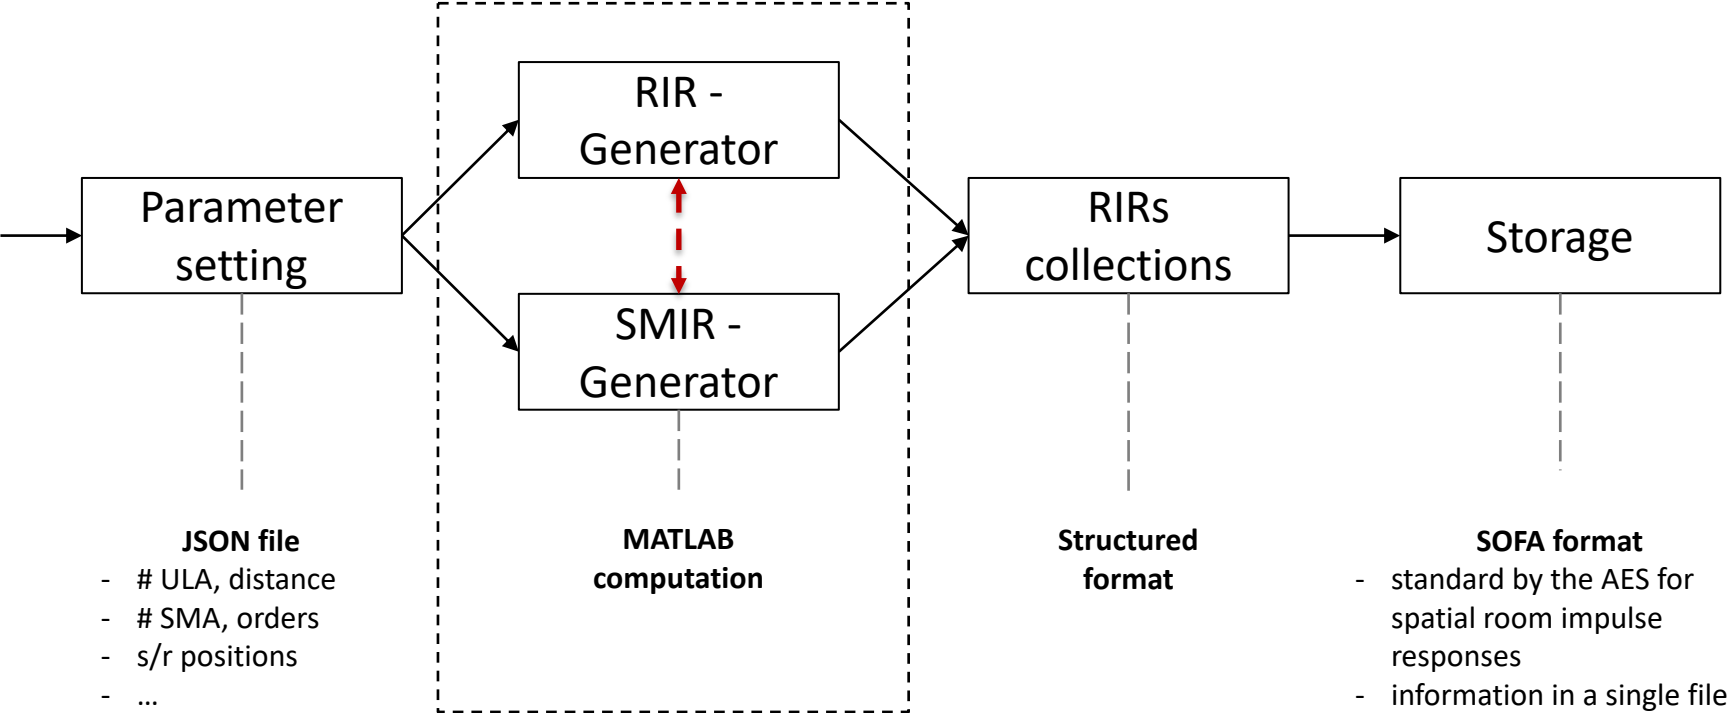 RIR -
Generator
Parameter
setting
RIRs
collections
Storage
SMIR -
Generator
JSON file
- # ULA, distance
- # SMA, orders
- s/r positions
- ...
MATLAB
computation
Structured
format
SOFA format
- standard by the AES for
spatial room impulse
responses
- information in a single file